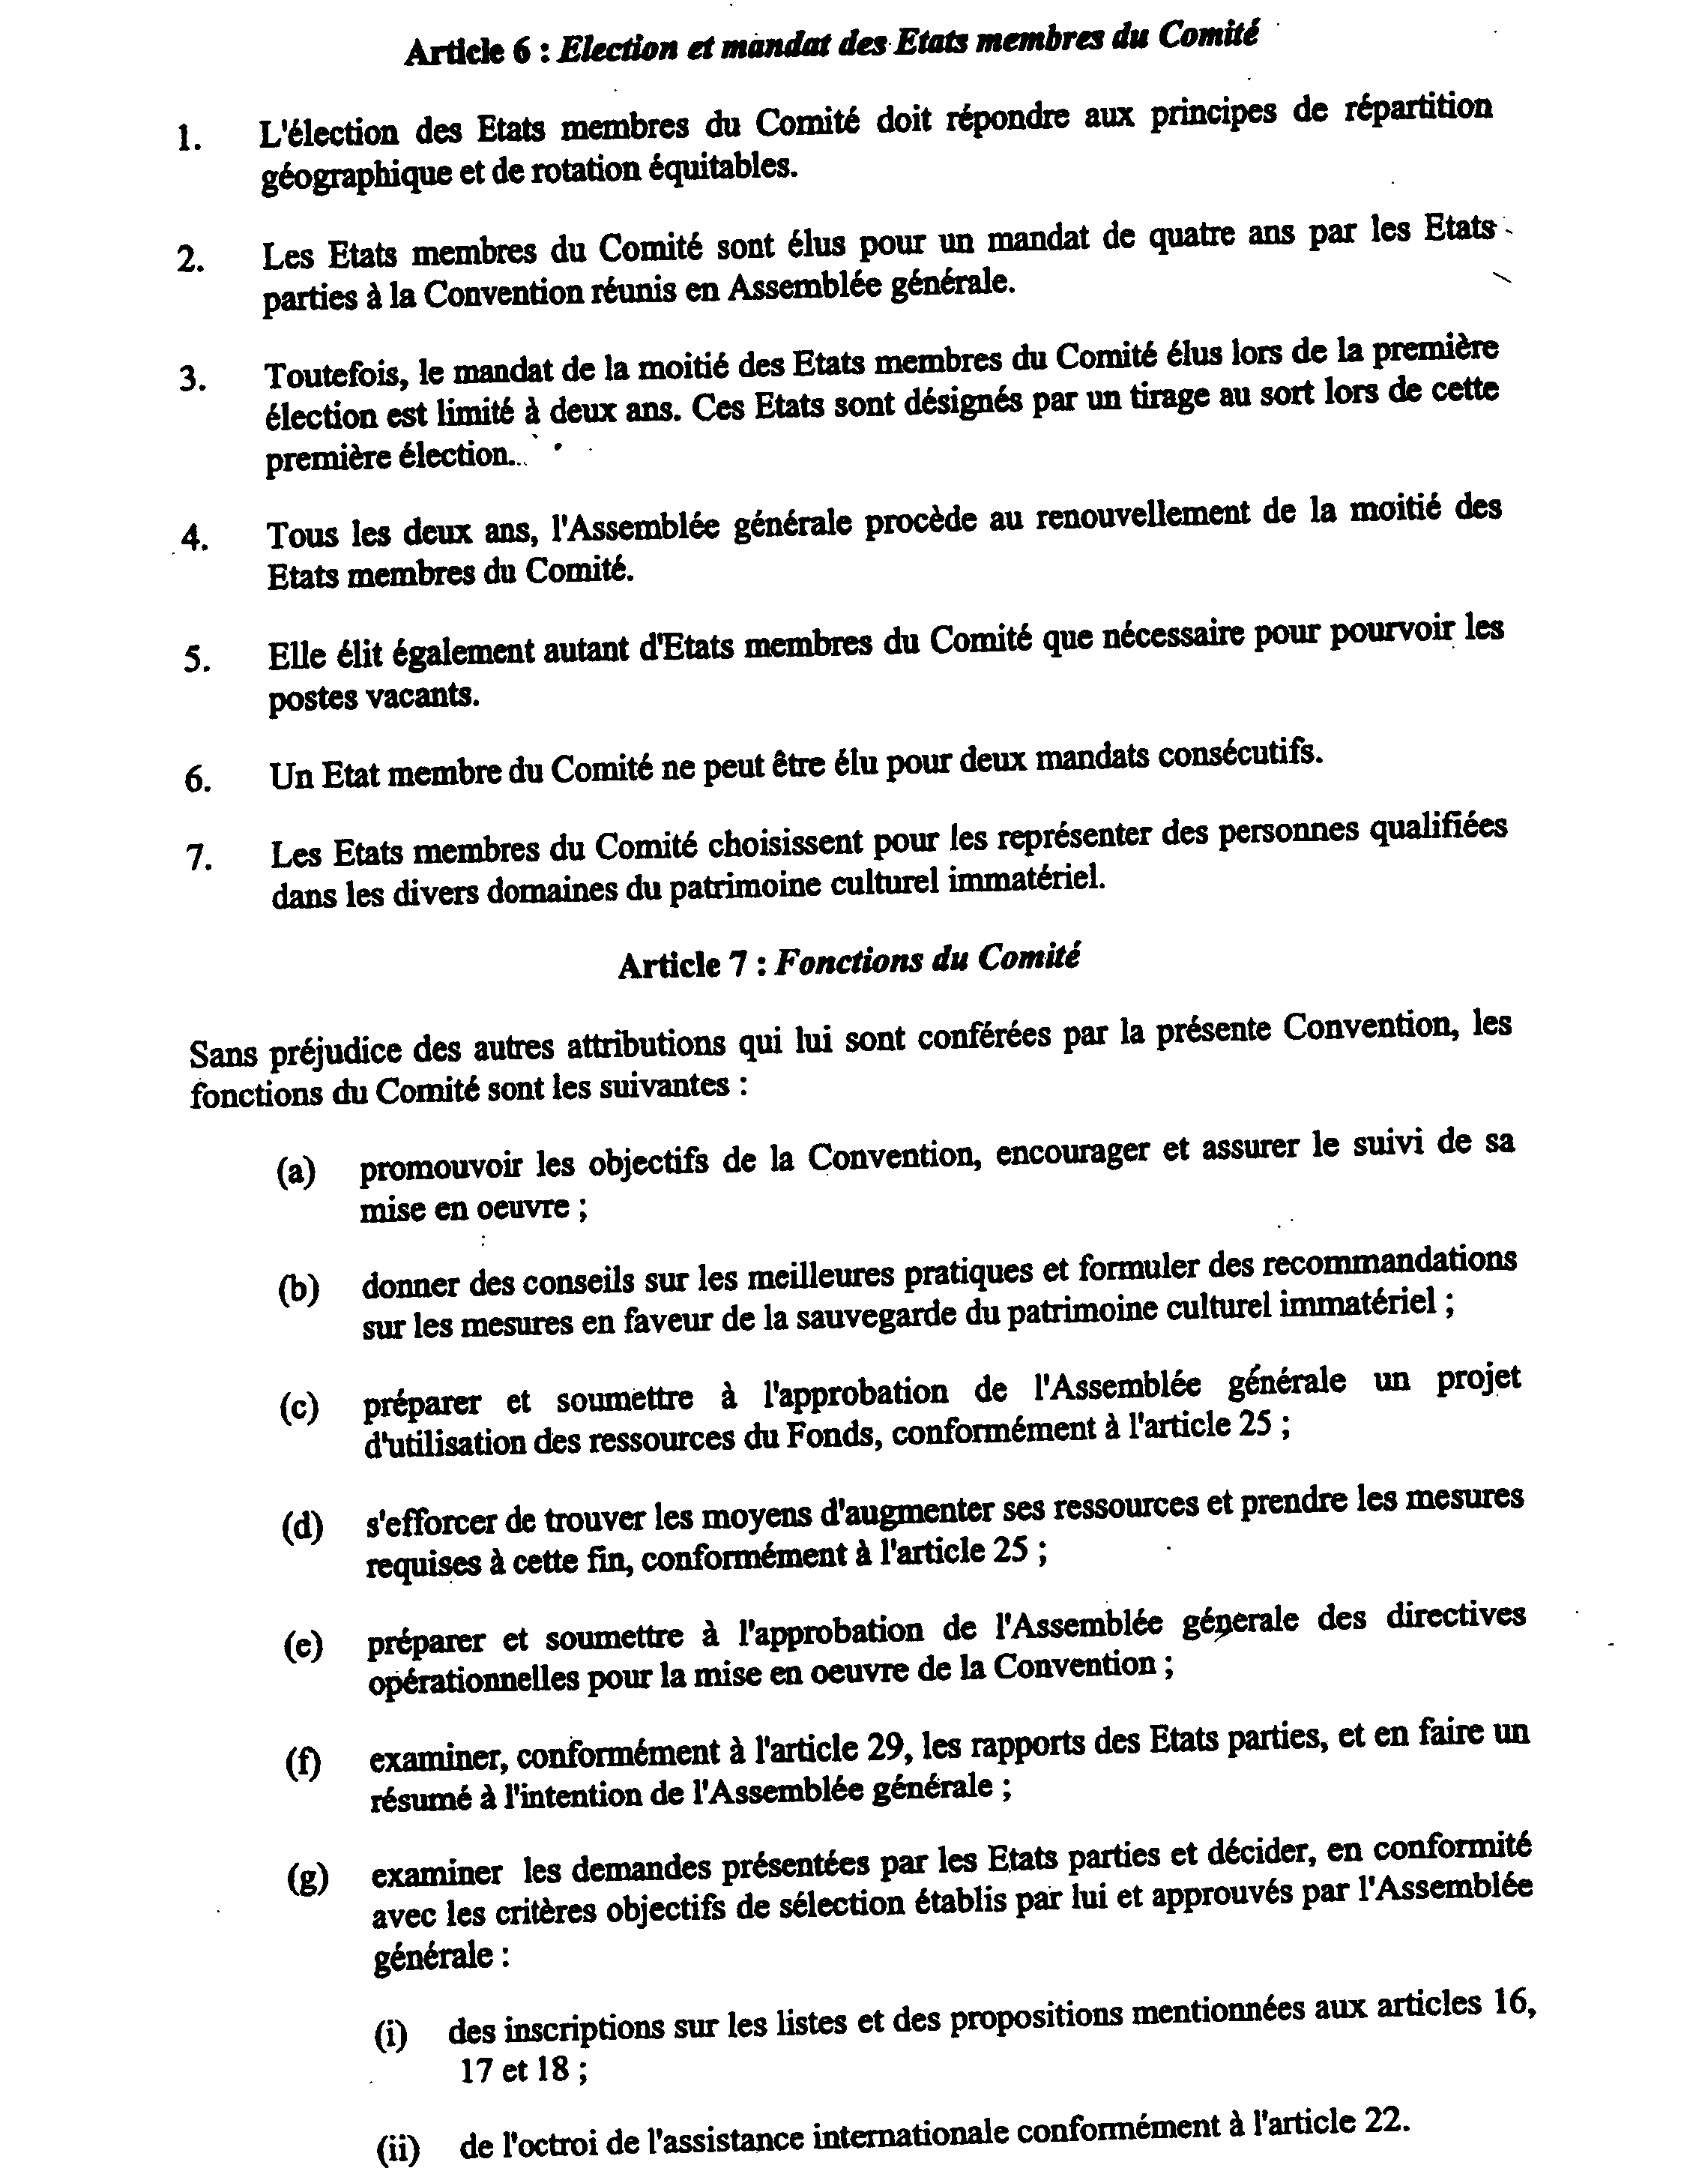 Article 6 : Election et mandat des Etats membres du Comité
1. L'élection des Etats membres du Comité doit répondre aux principes de répartition
géographique et de rotation équitables.
2. Les Etats membres du Comité sont élus pour un mandat de quatre ans par les Etats
parties à la Convention réunis en Assemblée générale.
3. Toutefois, le mandat de la moitié des Etats membres du Comité élus lors de la première
élection est limité à deux ans. Ces Etats sont désignés par un tirage au sort lors de cette
première élection.
4. Tous les deux ans, l'Assemblée générale procède au renouvellement de la moitié des
Etats membres du Comité.
5. Elle élit également autant d'Etats membres du Comité que nécessaire pour pourvoir les
postes vacants.
6. Un Etat membre du Comité ne peut être élu pour deux mandats consécutifs.
7. Les Etats membres du Comité choisissent pour les représenter des personnes qualifiées
dans les divers domaines du patrimoine culturel immatériel.
Article 7 : Fonctions du Comité
Sans préjudice des autres attributions qui lui sont conférées par la présente Convention, les
fonctions du Comité sont les suivantes :
(a) promouvoir les objectifs de la Convention, encourager et assurer le suivi de sa
mise en oeuvre ;
(b) donner des conseils sur les meilleures pratiques et formuler des recommandations
sur les mesures en faveur de la sauvegarde du patrimoine culturel immatériel ;
(c) préparer et soumettre à l'approbation de l'Assemblée générale un projet
d'utilisation des ressources du Fonds, conformément à l'article 25 ;
(d) s'efforcer de trouver les moyens d'augmenter ses ressources et prendre les mesures
requises à cette fin, conformément à l'article 25 ;
(e) préparer et soumettre à l'approbation de l'Assemblée génerale des directives
opérationnelles pour la mise en oeuvre de la Convention ;
(f) examiner, conformément à l'article 29, les rapports des Etats parties, et en faire un
résumé à l'intention de l'Assemblée générale ;
(g) examiner les demandes présentées par les Etats parties et décider, en conformité
avec les critères objectifs de sélection établis par lui et approuvés par l'Assemblée
générale :
(i) des inscriptions sur les listes et des propositions mentionnées aux articles 16,
17 et 18 ;
(ii) de l'octroi de l'assistance internationale conformément à l'article 22.